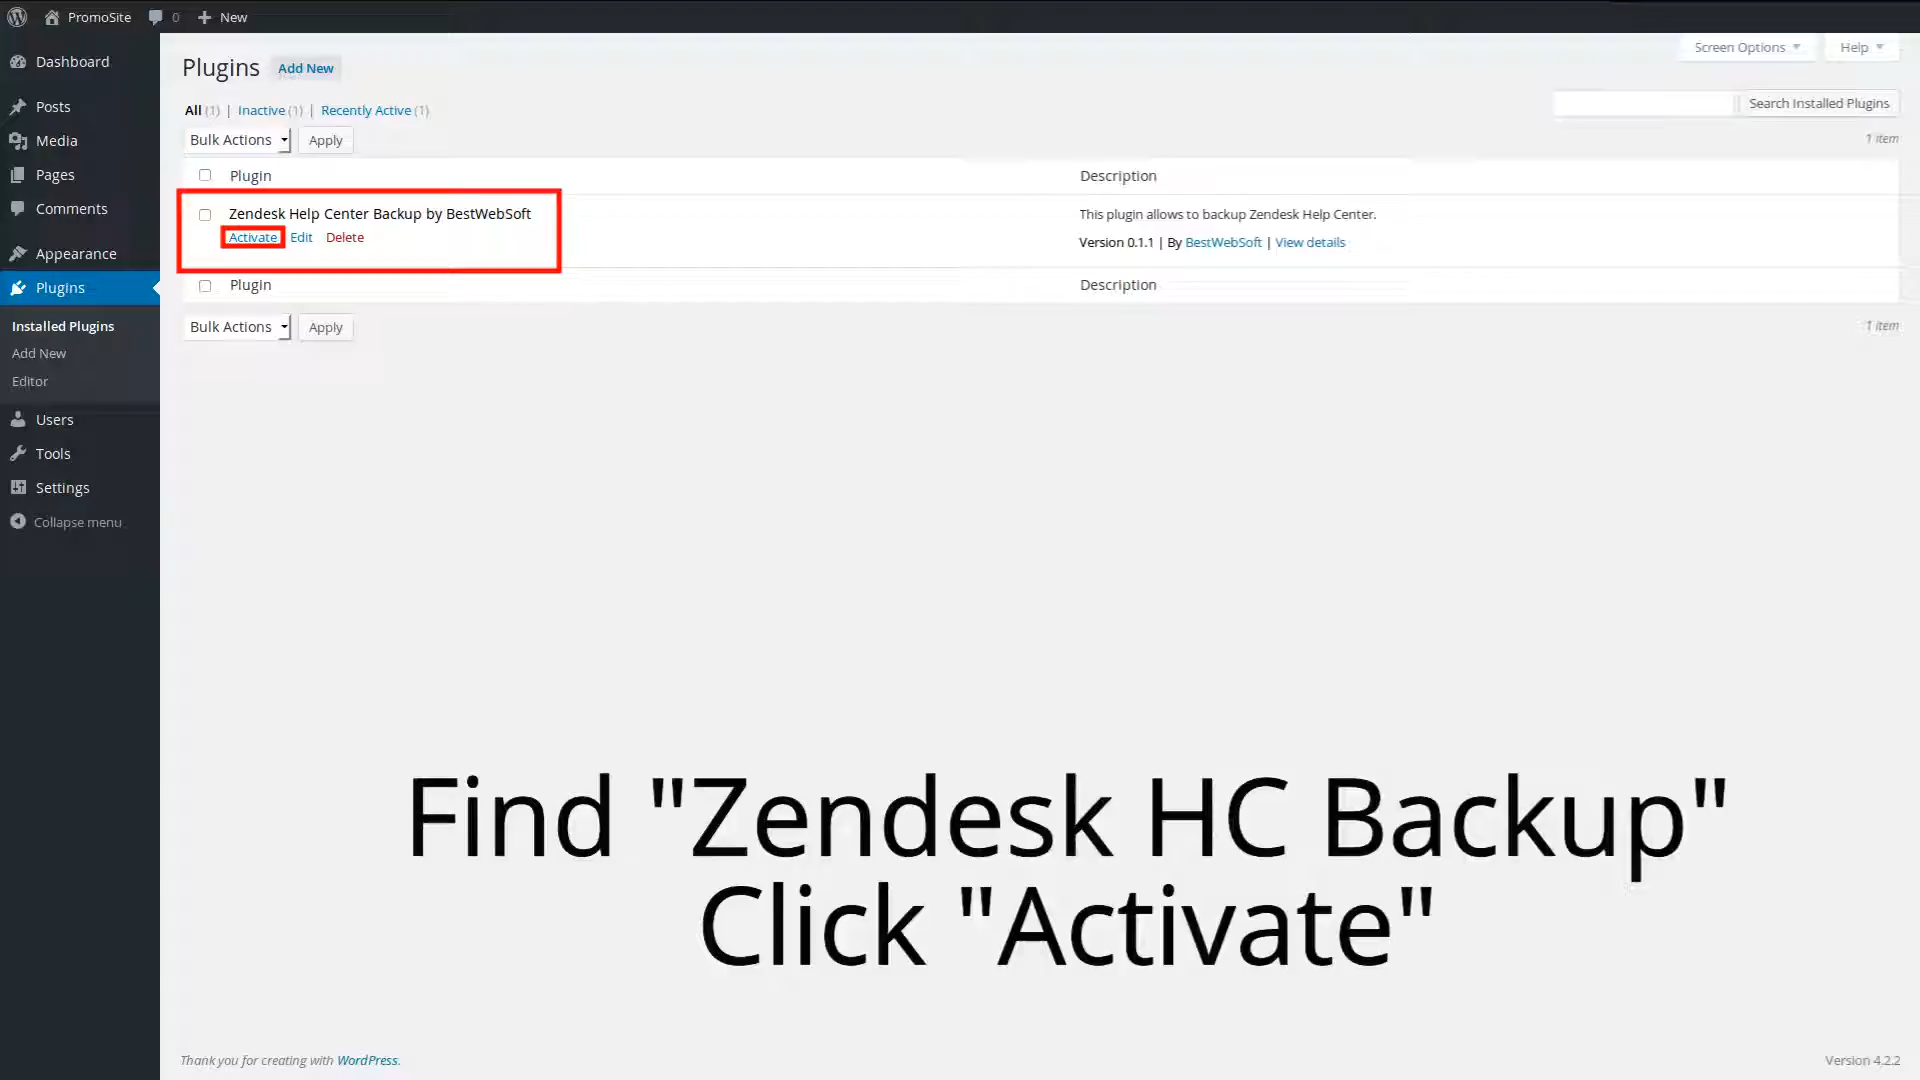 PromoSite 0 New
Dashboard
Posts
Media
Pages
Comments
Appearance
Plugins
Installed Plugins
Add New
Editor
Users
Tools
Settings
Collapse menu
Screen Options Help
Plugins Add New
All (1) | Inactive (1) | Recently Active (1)
Search Installed Plugins
Bulk Actions Apply
1 item
Plugin Description
Zendesk Help Center Backup by BestWebSoft
Activate Edit Delete
This plugin allows to backup Zendesk Help Center.
Version 0.1.1 | By BestWebSoft | View details
Plugin Description
Bulk Actions Apply
1 item
Find "Zendesk HC Backup"
Click "Activate"
Thank you for creating with WordPress.
Version 4.2.2